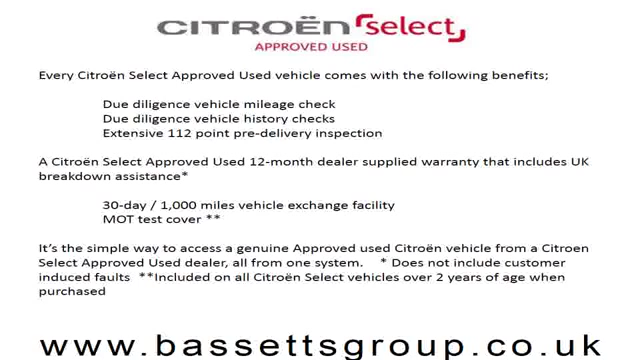 CITROËN select
APPROVED USED
Every Citroën Select Approved Used vehicle comes with the following benefits;
Due diligence vehicle mileage check
Due diligence vehicle history checks
Extensive 112 point pre-delivery inspection
A Citroën Select Approved Used 12-month dealer supplied warranty that includes UK
breakdown assistance*
30-day / 1,000 miles vehicle exchange facility
MOT test cover **
It's the simple way to access a genuine Approved used Citroën vehicle from a Citroen
Select Approved Used dealer, all from one system. * Does not include customer
induced faults **Included on all Citroën Select vehicles over 2 years of age when
purchased
www.bassettsgroup.co.uk